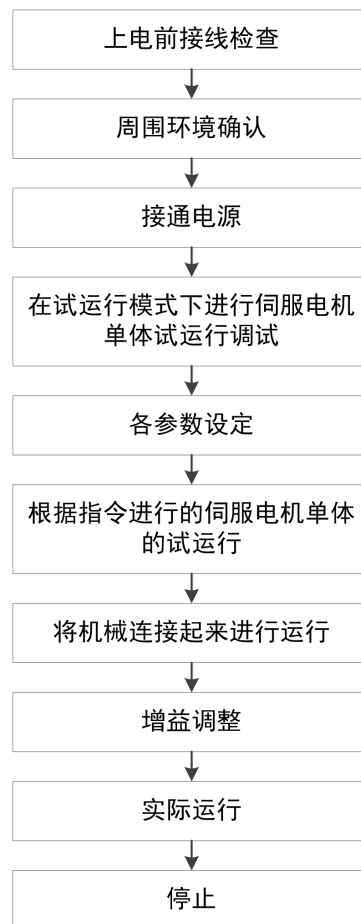 上电前接线检查
周围环境确认
接通电源
在试运行模式下进行伺服电机
单体试运行调试
各参数设定
根据指令进行的伺服电机单体
的试运行
将机械连接起来进行运行
增益调整
实际运行
停止